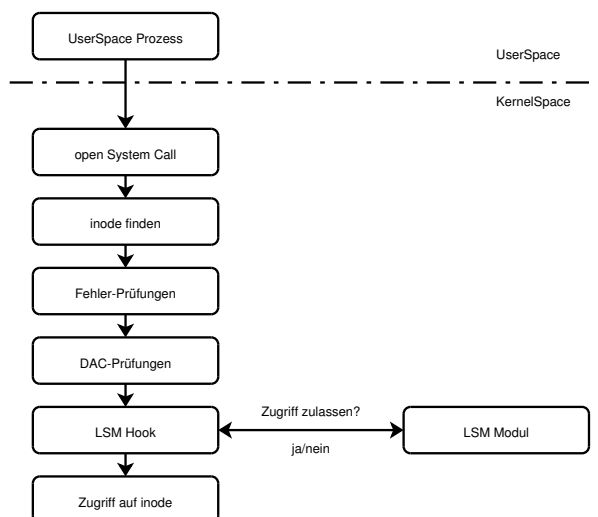 UserSpace Prozess
UserSpace
KernelSpace
open System Call
inode finden
Fehler-Prüfungen
DAC-Prüfungen
Zugriff zulassen?
LSM Hook
LSM Modul
ja/nein
Zugriff auf inode